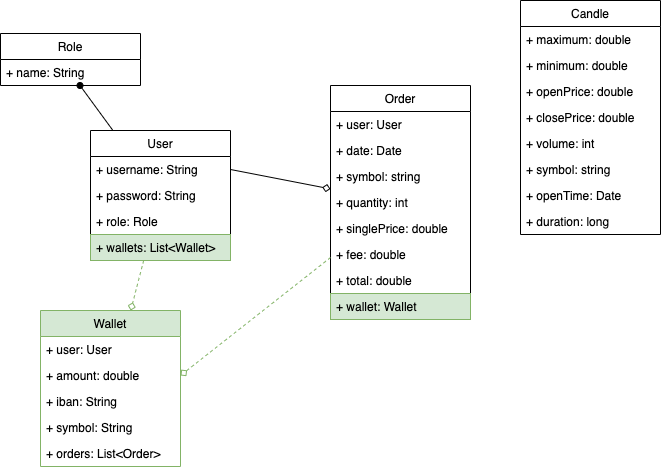 Role
+ name: String
User
+ username: String
+ password: String
+ role: Role
+ wallets: List<Wallet>
Wallet
+ user: User
+ amount: double
+ iban: String
+ symbol: String
+ orders: List<Order>
Order
+ user: User
+ date: Date
+ symbol: string
+ quantity: int
+ singlePrice: double
+ fee: double
+ total: double
+ wallet: Wallet
Candle
+ maximum: double
+ minimum: double
+ openPrice: double
+ closePrice: double
+ volume: int
+ symbol: string
+ openTime: Date
+ duration: long